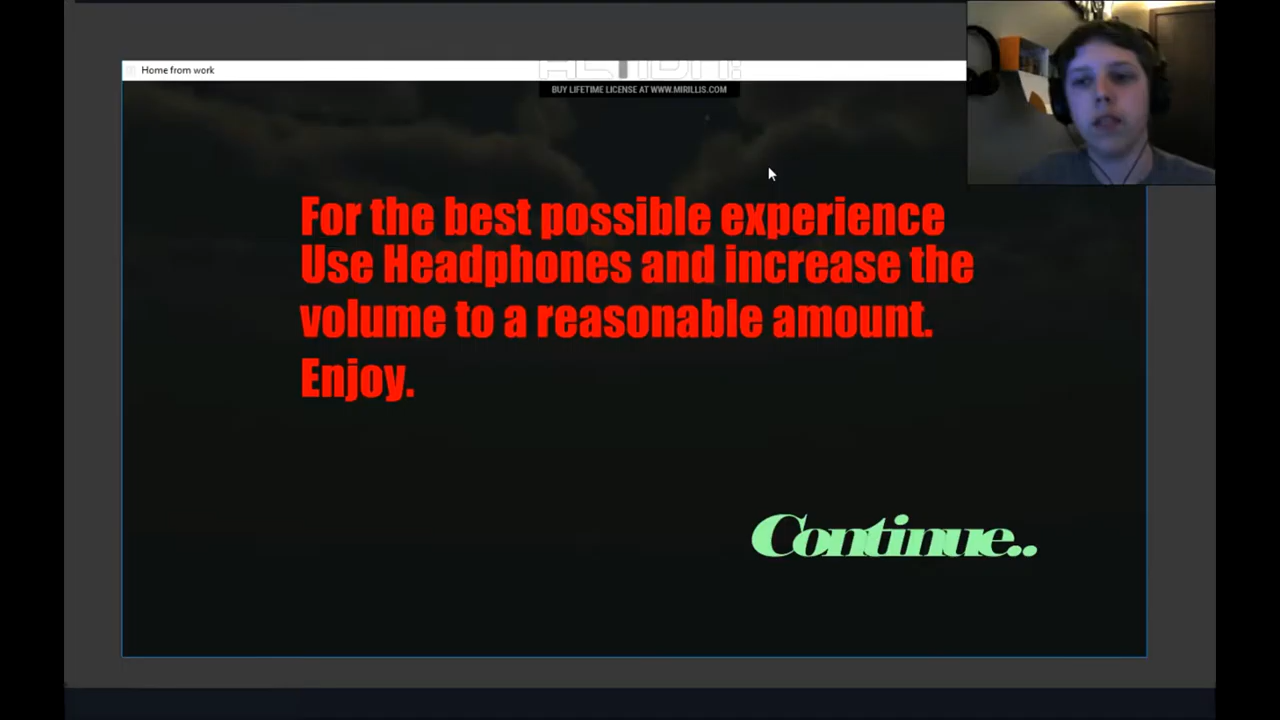 Home from work
BUY LIFETIME LICENSE AT WWW.MIRILLIS.COM
For the best possible experience
Use Headphones and increase the
volume to a reasonable amount.
Enjoy.
Continue..